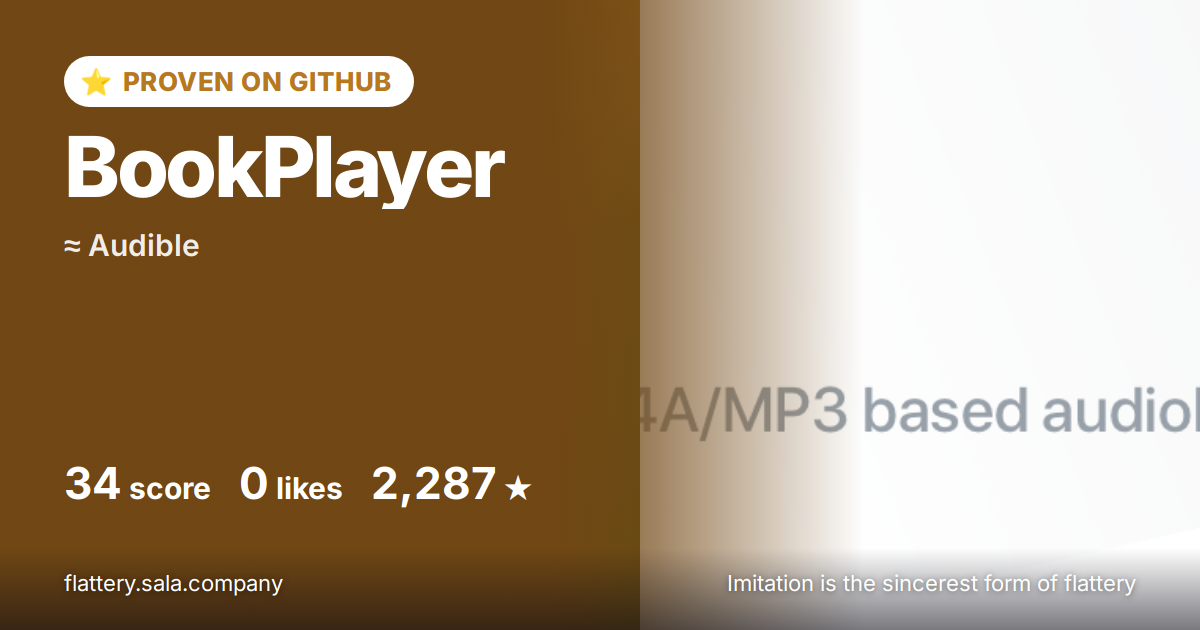 ⭐ PROVEN ON GITHUB
BookPlayer
≈ Audible
4A/MP3 based audiol
34 score 0 likes 2,287 ★
flattery.sala.company
Imitation is the sincerest form of flattery